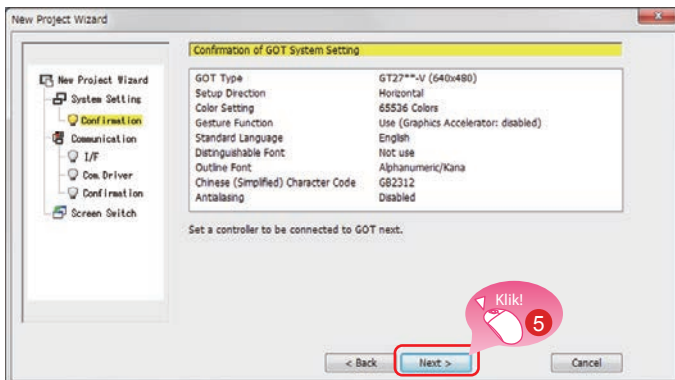 New Project Wizard
New Project Wizard
System Setting
Confirmation
Communication
I/F
Com. Driver
Confirmation
Screen Switch
Confirmation of GOT System Setting
GOT Type GT27**-V (640x480)
Setup Direction Horizontal
Color Setting 65536 Colors
Gesture Function Use (Graphics Accelerator: disabled)
Standard Language English
Distinguishable Font Not use
Outline Font Alphanumeric/Kana
Chinese (Simplified) Character Code GB2312
Antialiasing Disabled
Set a controller to be connected to GOT next.
Klik!
5
< Back Next > Cancel